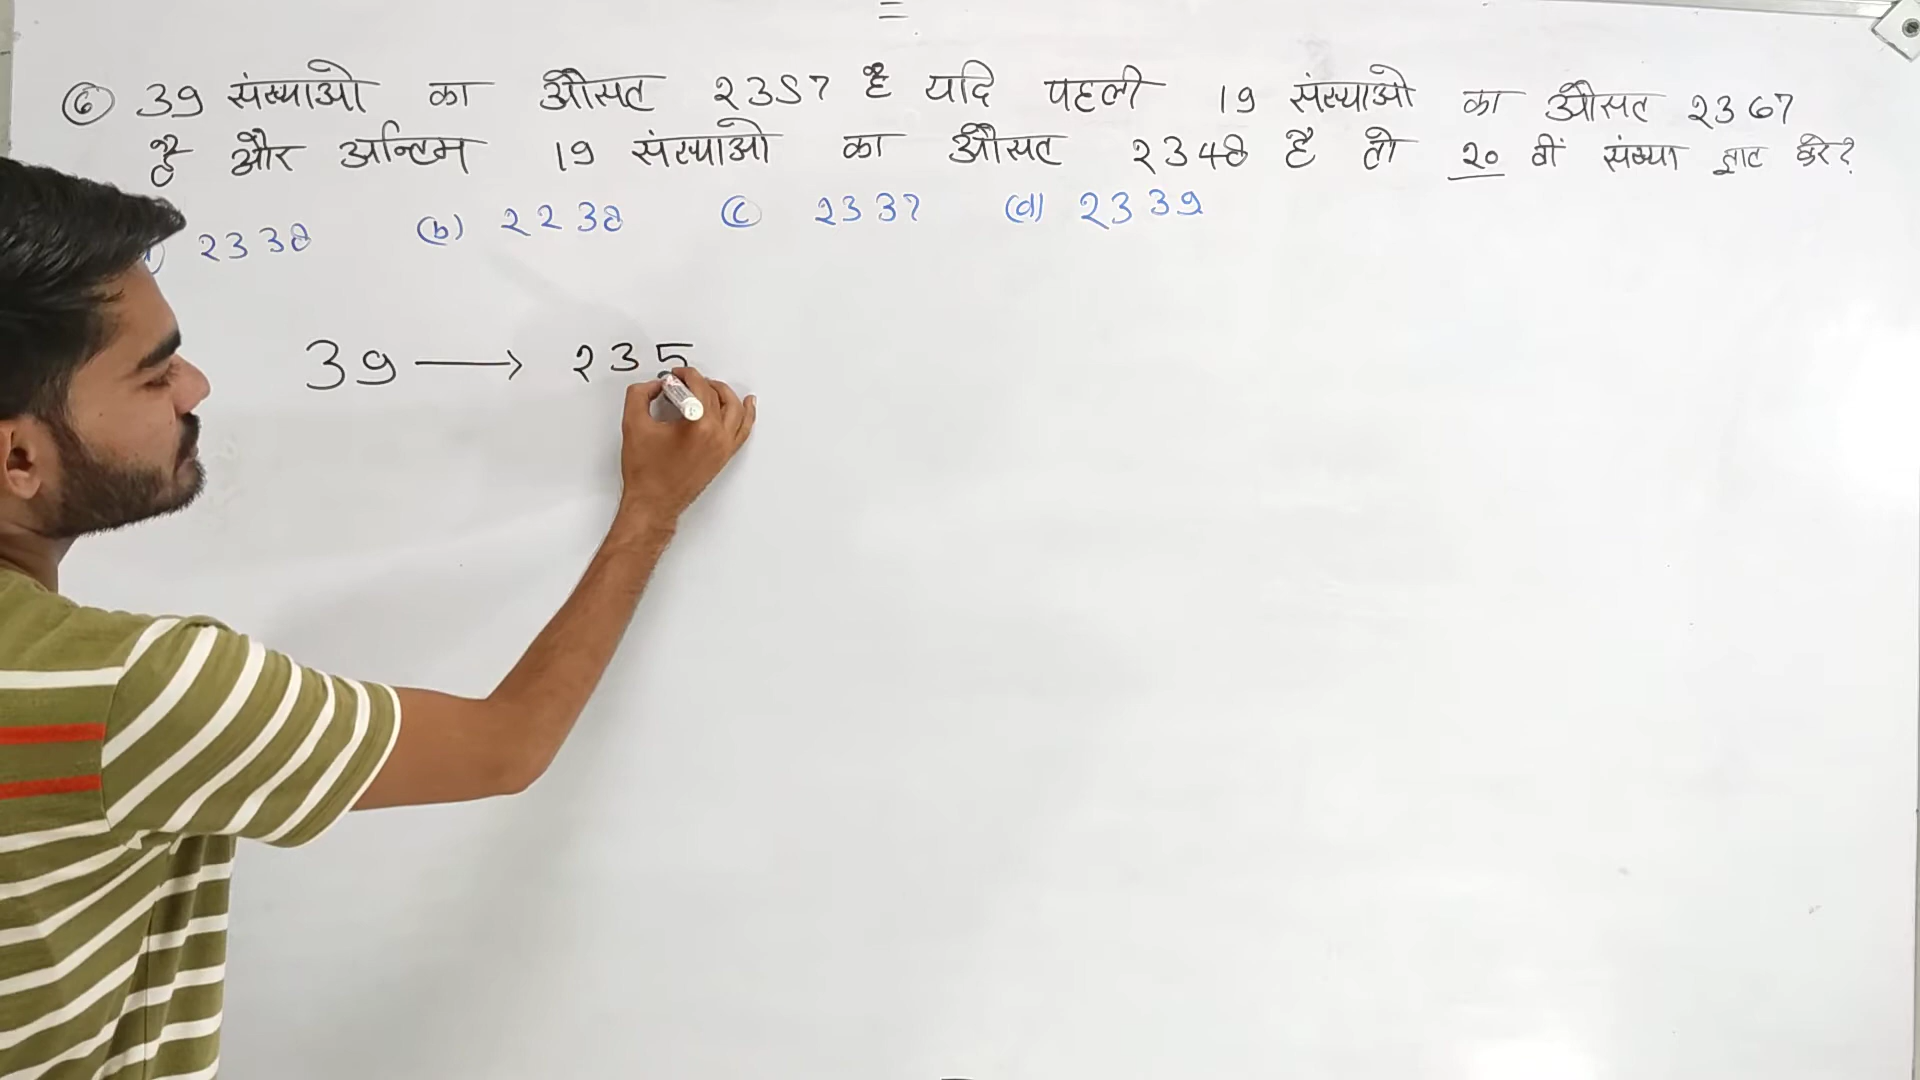 =
⑥ 39 संख्याओ का औसत 2357 है यदि पहली 19 संख्याओ का औसत 2367
है और अन्तिम 19 संख्याओ का औसत 2348 है तो 20 वीं संख्या ज्ञात करे?
2338 (b) 2238 (c) 2337 (d) 2339
39 → 235